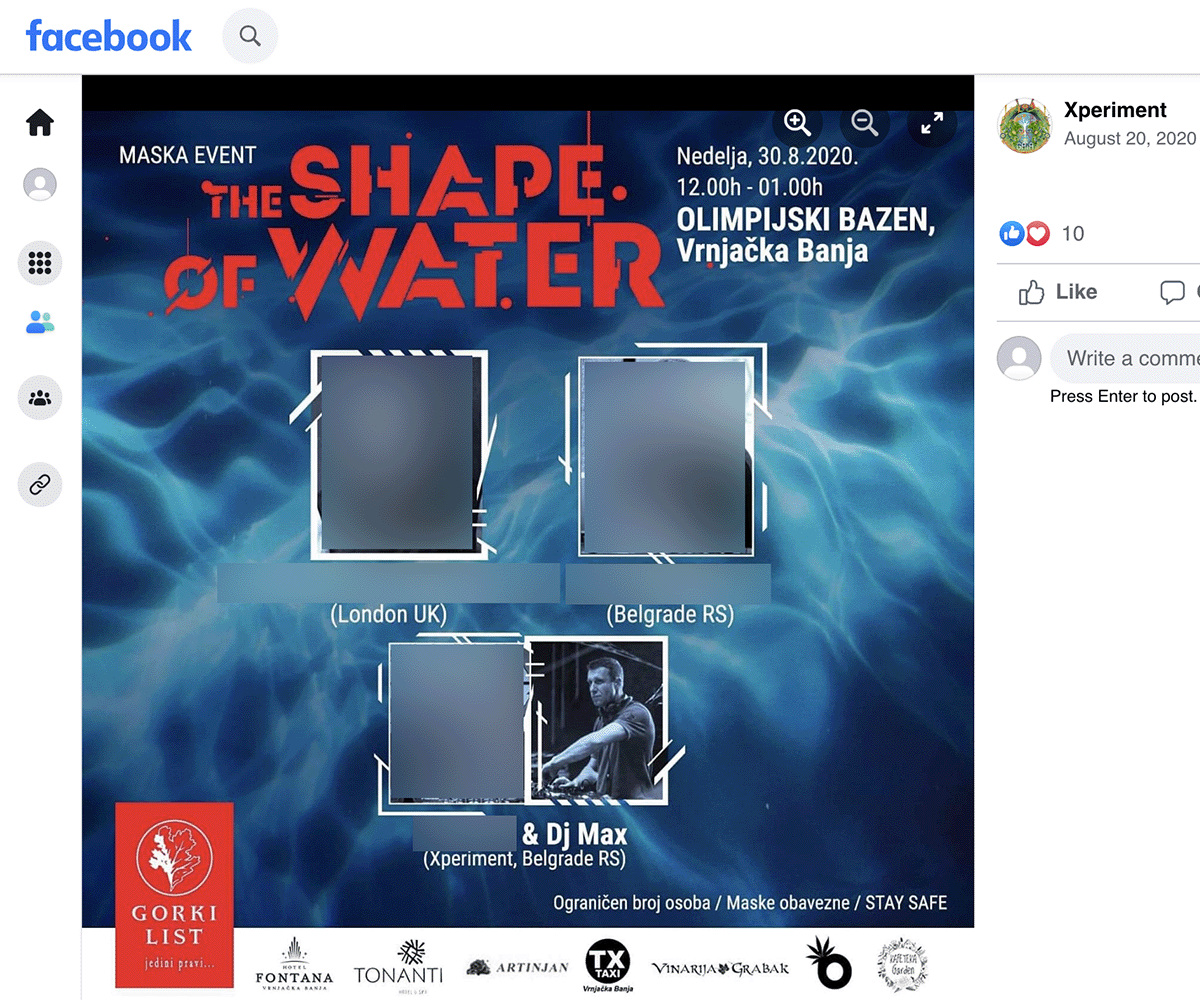 facebook
Xperiment
August 20, 2020
10
Like
Write a comme
Press Enter to post.
MASKA EVENT
THE SHAPE
OF WATER
Nedelja, 30.8.2020.
12.00h - 01.00h
OLIMPIJSKI BAZEN,
Vrnjačka Banja
(London UK)
(Belgrade RS)
& Dj Max
(Xperiment, Belgrade RS)
Ograničen broj osoba / Maske obavezne / STAY SAFE
GORKI
LIST
jedini pravi...
HOTEL
FONTANA
VRNJAČKA BANJA
TONANTI
HOTEL & SPA
ARTINJAN
TX
TAXI
Vrnjačka Banja
VINARIJA GRABAK
KAFETERIA
Garden